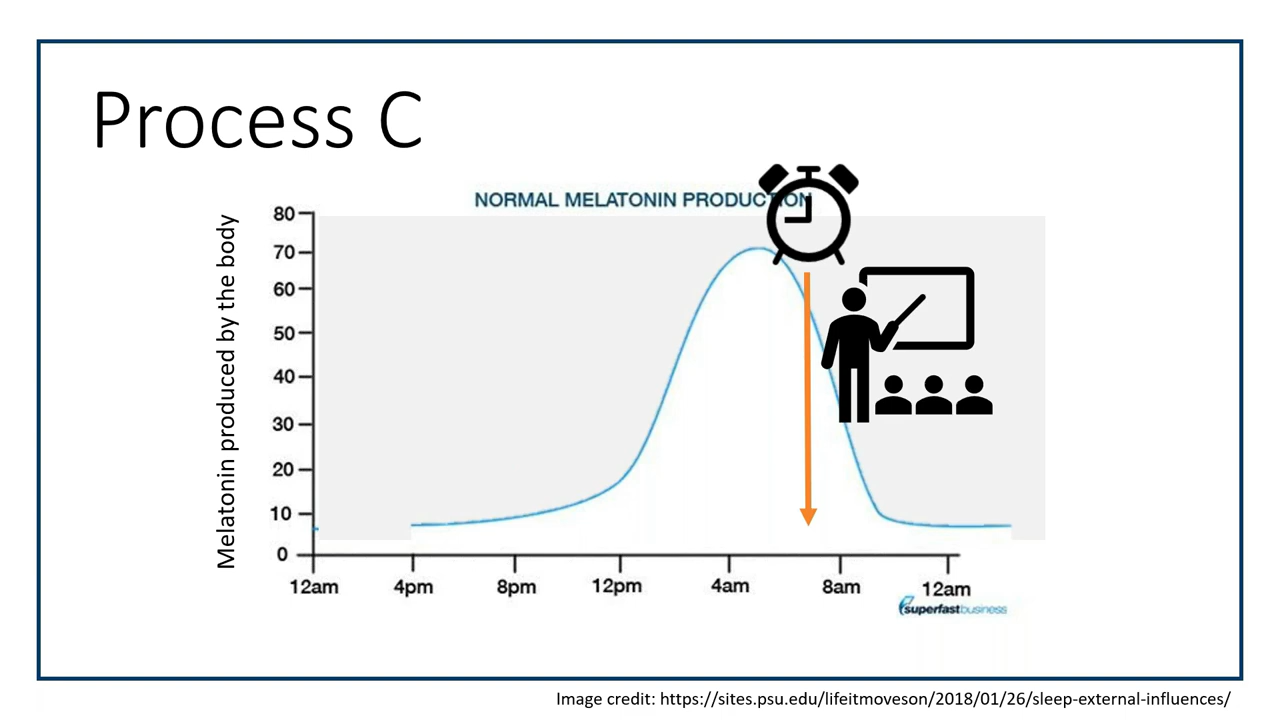 Process C
NORMAL MELATONIN PRODUCTION
Melatonin produced by the body
80
70
60
50
40
30
20
10
0
12am 4pm 8pm 12pm 4am 8am 12am
superfastbusiness
Image credit: https://sites.psu.edu/lifeitmoveson/2018/01/26/sleep-external-influences/